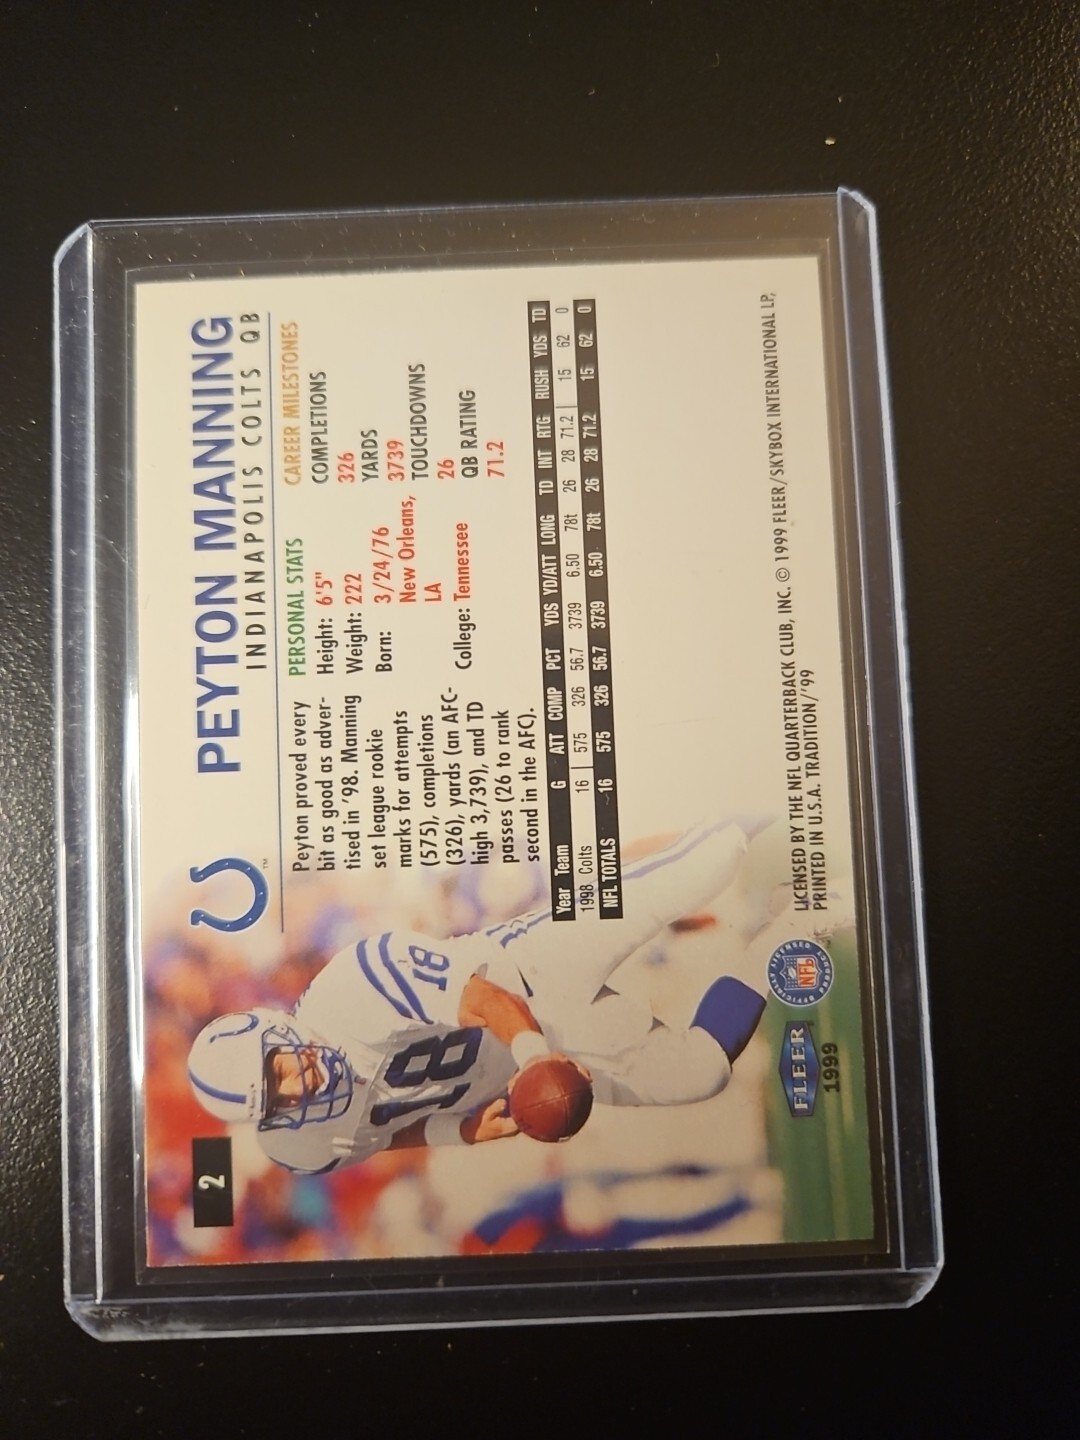 2
PEYTON MANNING
INDIANAPOLIS COLTS QB
TM
Peyton proved every
bit as good as adver-
tised in '98. Manning
set league rookie
marks for attempts
(575), completions
(326), yards (an AFC-
high 3,739), and TD
passes (26 to rank
second in the AFC).
PERSONAL STATS
Height: 6'5"
Weight: 222
Born: 3/24/76
New Orleans,
LA
College: Tennessee
CAREER MILESTONES
COMPLETIONS
326
YARDS
3739
TOUCHDOWNS
26
QB RATING
71.2
Year Team G ATT COMP PCT YDS YD/ATT LONG TD INT RTG RUSH YDS TD
1998 Colts 16 575 326 56.7 3739 6.50 78t 26 28 71.2 15 62 0
NFL TOTALS 16 575 326 56.7 3739 6.50 78t 26 28 71.2 15 62 0
18
18
OFFICIALLY LICENSED PRODUCT
NFL
FLEER
1999
LICENSED BY THE NFL QUARTERBACK CLUB, INC. © 1999 FLEER/SKYBOX INTERNATIONAL LP,
PRINTED IN U.S.A. TRADITION/'99